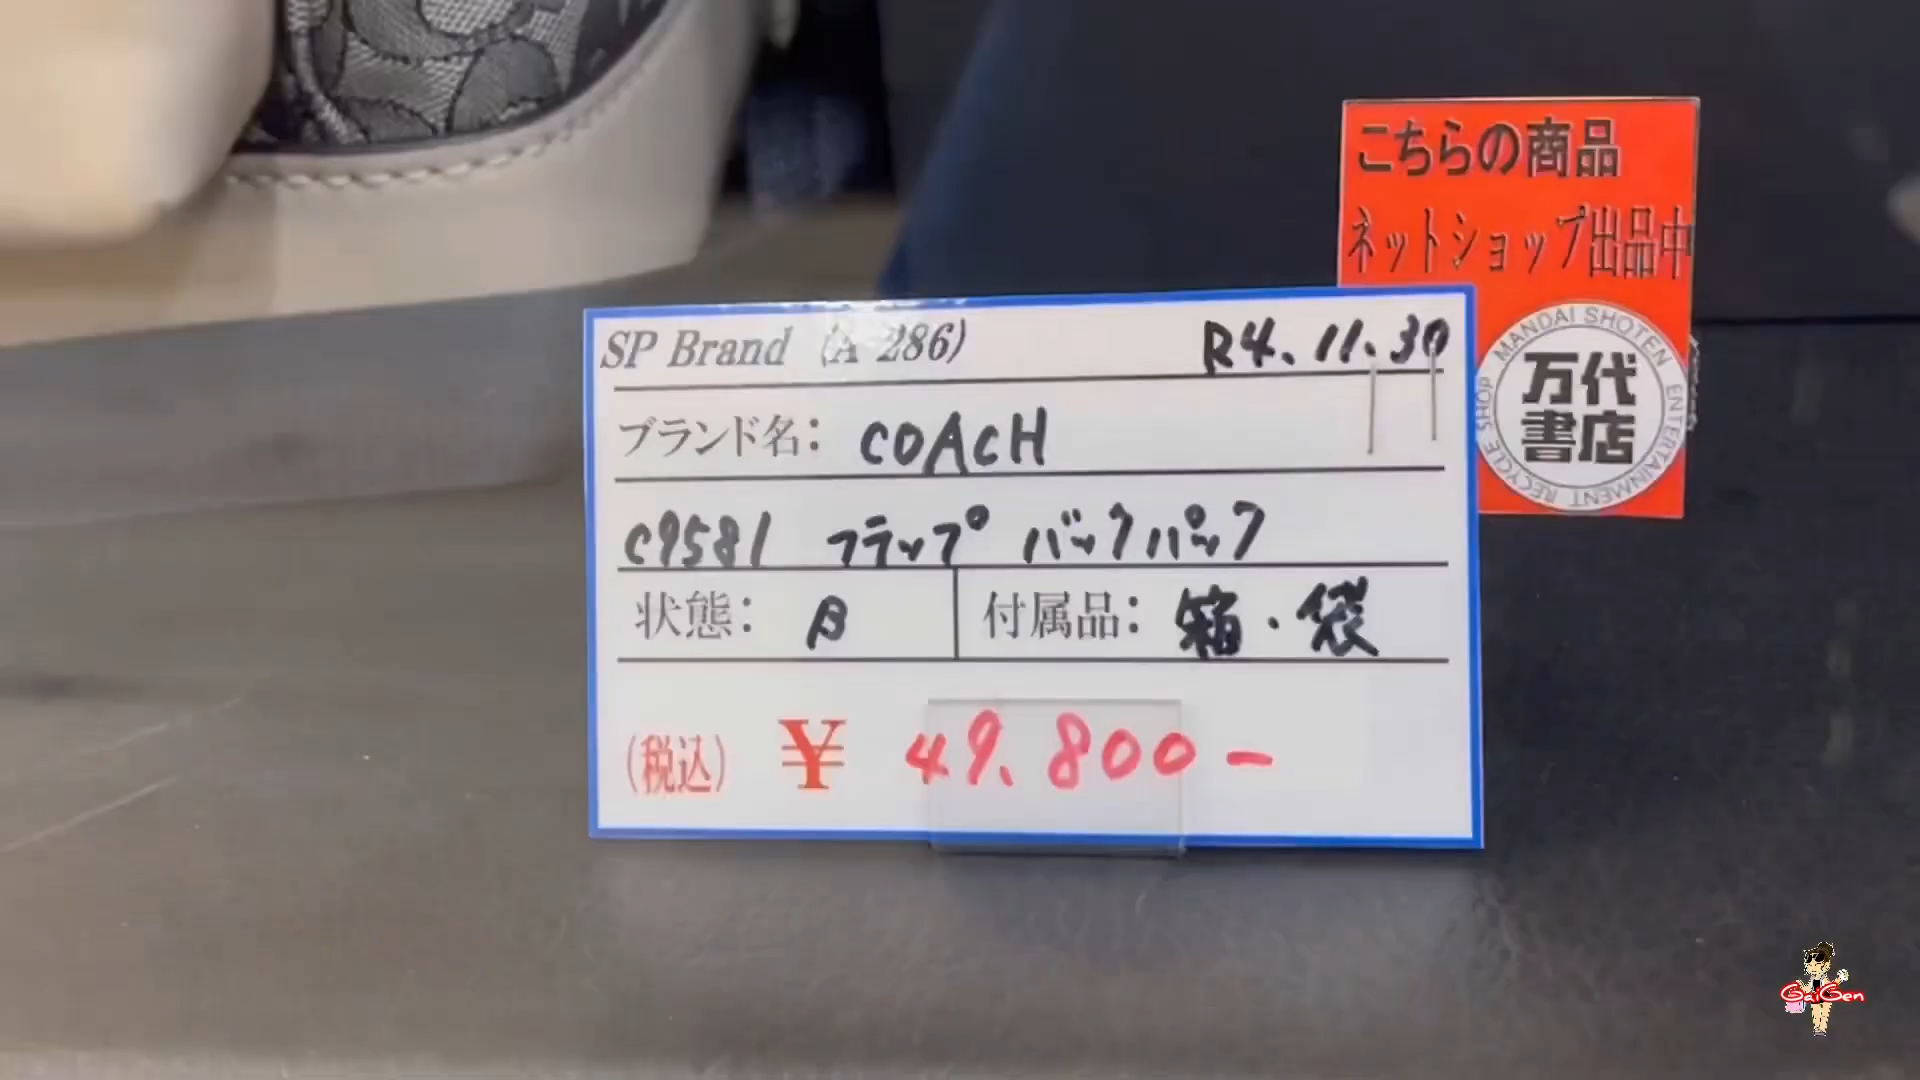 こちらの商品
ネットショップ出品中
MANDAI SHOTEN
万代
書店
ENTERTAINMENT RECYCLE SHOP
SP Brand (A-286)
R4.11.30
ブランド名: COACH
C9581 フラップ バックパック
状態: B
付属品: 箱・袋
(税込) ¥ 49.800-
GaiGen